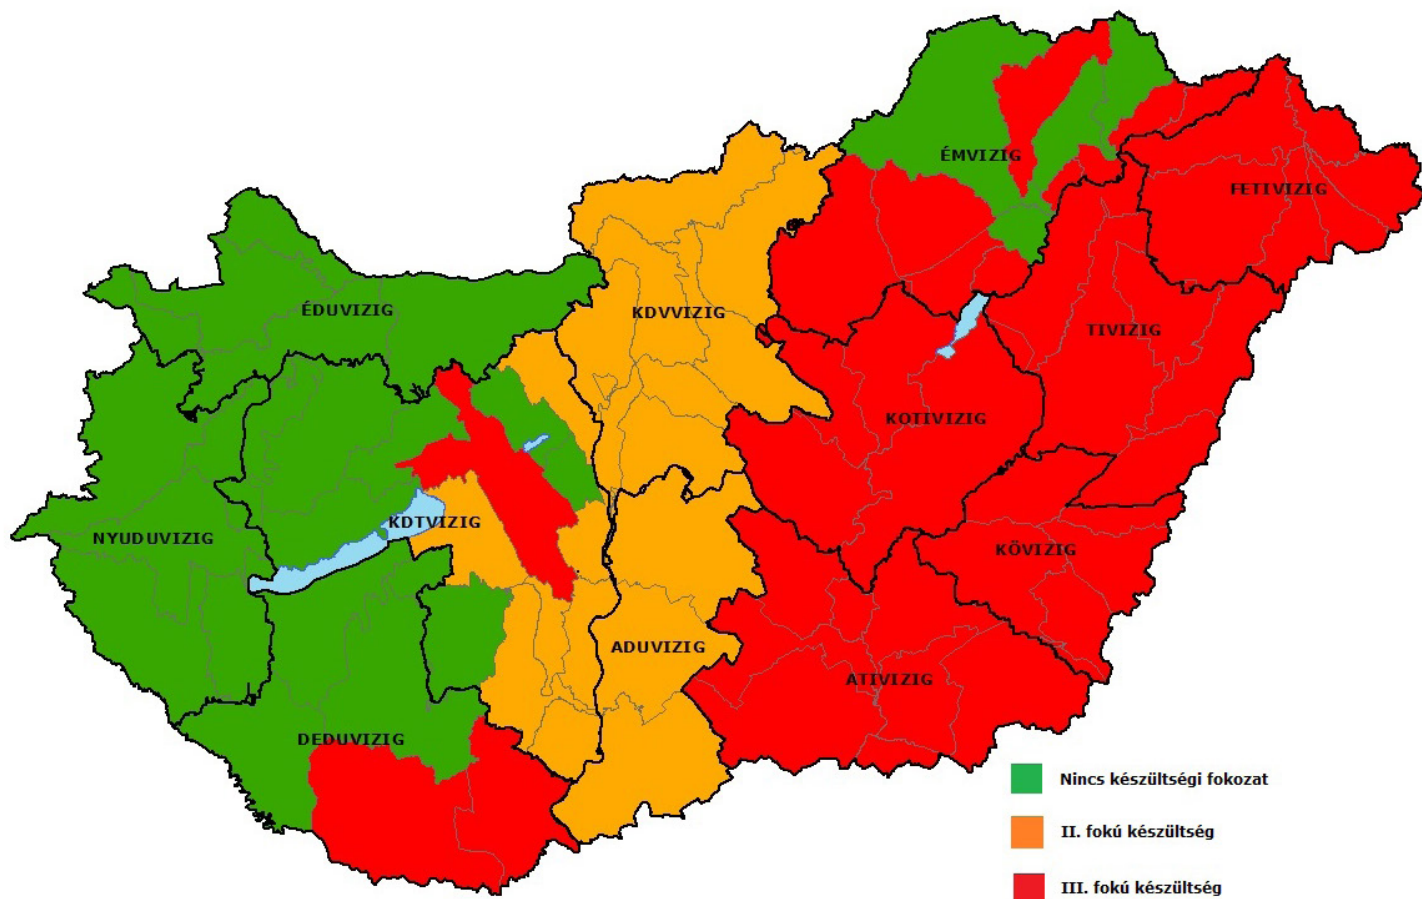 ÉMVIZIG
FETIVIZIG
ÉDUVIZIG
KDVVIZIG
TIVIZIG
KOTIVIZIG
KDTVIZIG
NYUDUVIZIG
KÖVIZIG
ADUVIZIG
ATIVIZIG
DEDUVIZIG
Nincs készültségi fokozat
II. fokú készültség
III. fokú készültség